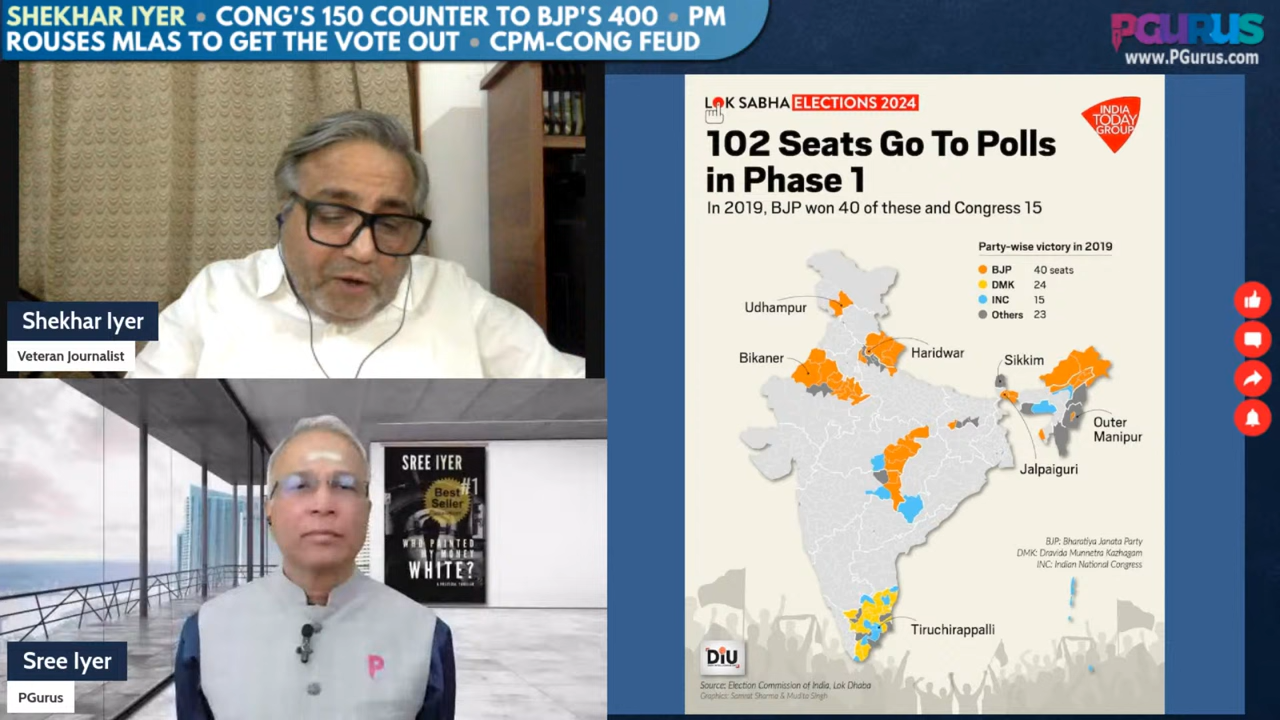 SHEKHAR IYER • CONG'S 150 COUNTER TO BJP'S 400 • PM
ROUSES MLAS TO GET THE VOTE OUT • CPM-CONG FEUD
PGURUS
www.PGurus.com
Shekhar Iyer
Veteran Journalist
SREE IYER
#1
Best
Seller
WHO PAINTED
MY MONEY
WHITE?
A POLITICAL THRILLER
P
Sree Iyer
PGurus
LOK SABHA ELECTIONS 2024
INDIA
TODAY
GROUP
102 Seats Go To Polls
in Phase 1
In 2019, BJP won 40 of these and Congress 15
Party-wise victory in 2019
BJP 40 seats
DMK 24
INC 15
Others 23
Udhampur
Bikaner
Haridwar
Sikkim
Outer
Manipur
Jalpaiguri
Tiruchirappalli
BJP: Bharatiya Janata Party
DMK: Dravida Munnetra Kazhagam
INC: Indian National Congress
DIU
Source: Election Commission of India, Lok Dhaba
Graphics: Samrat Sharma & Mudita Singh